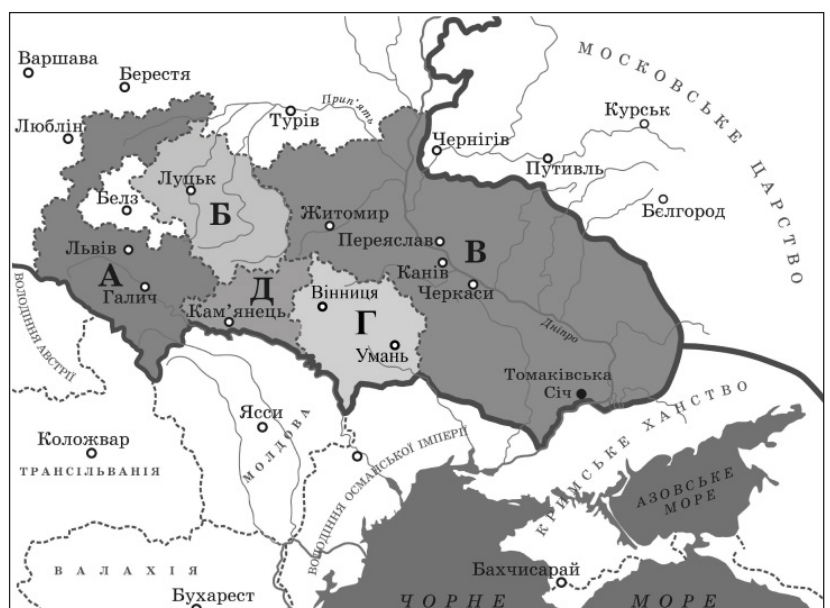 Варшава
Берестя
МОСКОВСЬКЕ ЦАРСТВО
Люблін
Турів
Прип'ять
Курськ
Чернігів
Путивль
Луцьк
Белз
Б
Житомир
Бєлгород
Переяслав
В
Львів
А
Канів
Галич
Д
Вінниця
Черкаси
Кам'янець
Г
Дніпро
Умань
ВОЛОДІННЯ АВСТРІЇ
Томаківська
Січ
Ясси
МОЛДОВА
Коложвар
ТРАНСІЛЬВАНІЯ
ВОЛОДІННЯ ОСМАНСЬКОЇ ІМПЕРІЇ
КРИМСЬКЕ ХАНСТВО
АЗОВСЬКЕ
МОРЕ
ВАЛАХІЯ
Бахчисарай
Бухарест
ЧОРНЕ МОРЕ